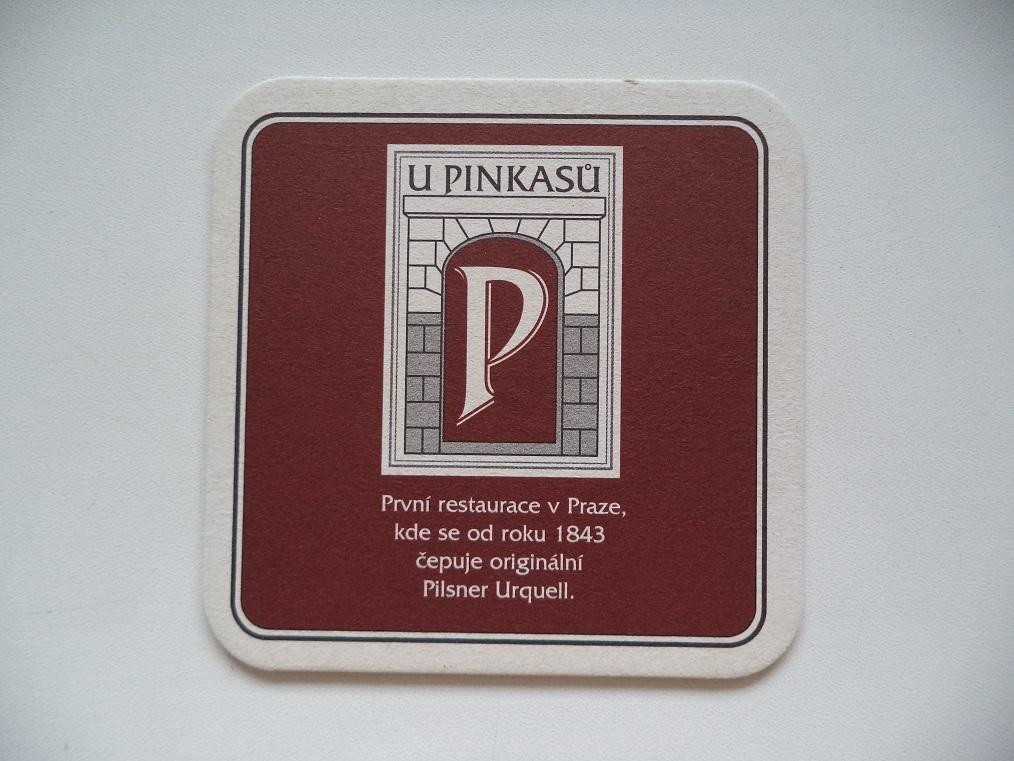 U PINKASŮ
P
První restaurace v Praze,
kde se od roku 1843
čepuje originální
Pilsner Urquell.